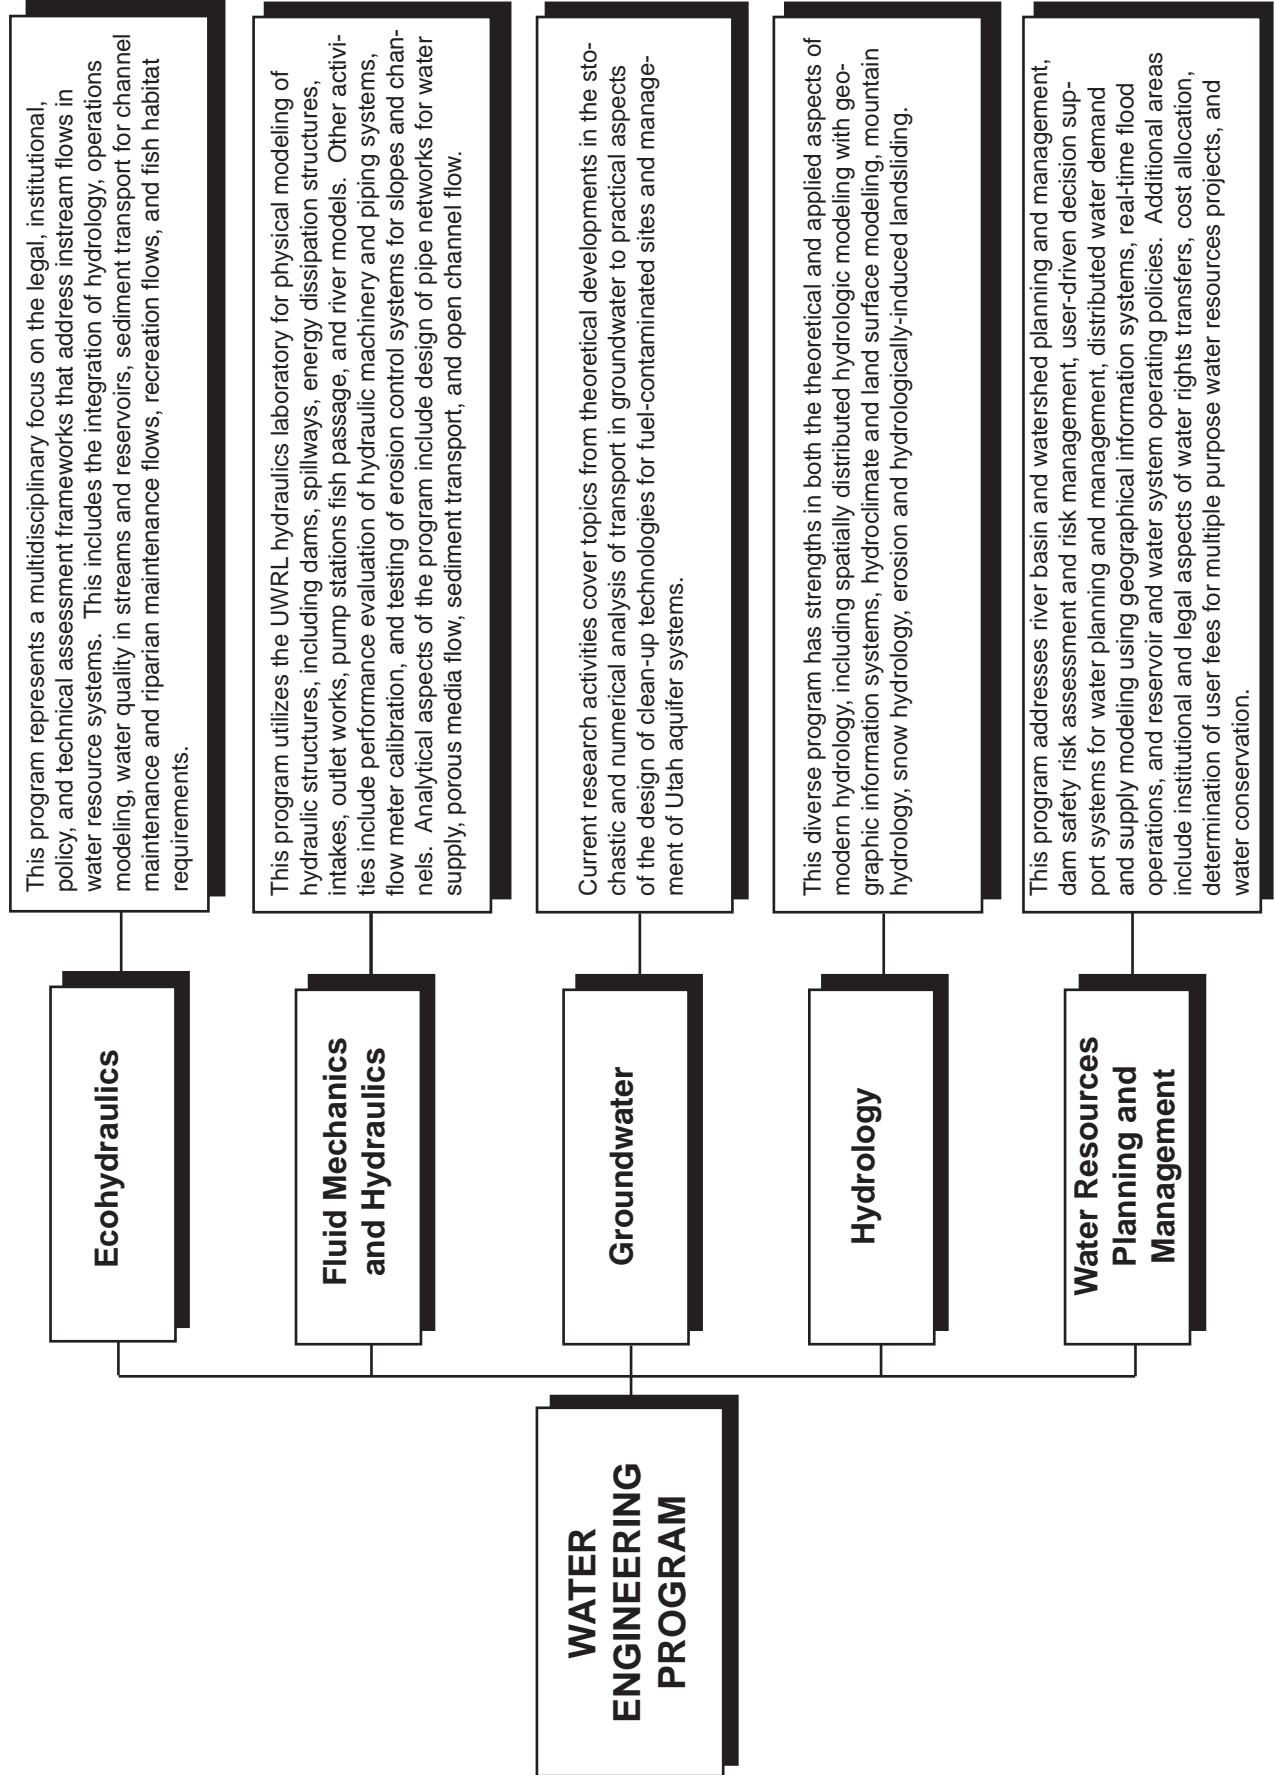 WATER
ENGINEERING
PROGRAM
Ecohydraulics
This program represents a multidisciplinary focus on the legal, institutional,
policy, and technical assessment frameworks that address instream flows in
water resource systems. This includes the integration of hydrology, operations
modeling, water quality in streams and reservoirs, sediment transport for channel
maintenance and riparian maintenance flows, recreation flows, and fish habitat
requirements.
Fluid Mechanics
and Hydraulics
This program utilizes the UWRL hydraulics laboratory for physical modeling of
hydraulic structures, including dams, spillways, energy dissipation structures,
intakes, outlet works, pump stations fish passage, and river models. Other activi-
ties include performance evaluation of hydraulic machinery and piping systems,
flow meter calibration, and testing of erosion control systems for slopes and chan-
nels. Analytical aspects of the program include design of pipe networks for water
supply, porous media flow, sediment transport, and open channel flow.
Groundwater
Current research activities cover topics from theoretical developments in the sto-
chastic and numerical analysis of transport in groundwater to practical aspects
of the design of clean-up technologies for fuel-contaminated sites and manage-
ment of Utah aquifer systems.
Hydrology
This diverse program has strengths in both the theoretical and applied aspects of
modern hydrology, including spatially distributed hydrologic modeling with geo-
graphic information systems, hydroclimate and land surface modeling, mountain
hydrology, snow hydrology, erosion and hydrologically-induced landsliding.
Water Resources
Planning and
Management
This program addresses river basin and watershed planning and management,
dam safety risk assessment and risk management, user-driven decision sup-
port systems for water planning and management, distributed water demand
and supply modeling using geographical information systems, real-time flood
operations, and reservoir and water system operating policies. Additional areas
include institutional and legal aspects of water rights transfers, cost allocation,
determination of user fees for multiple purpose water resources projects, and
water conservation.